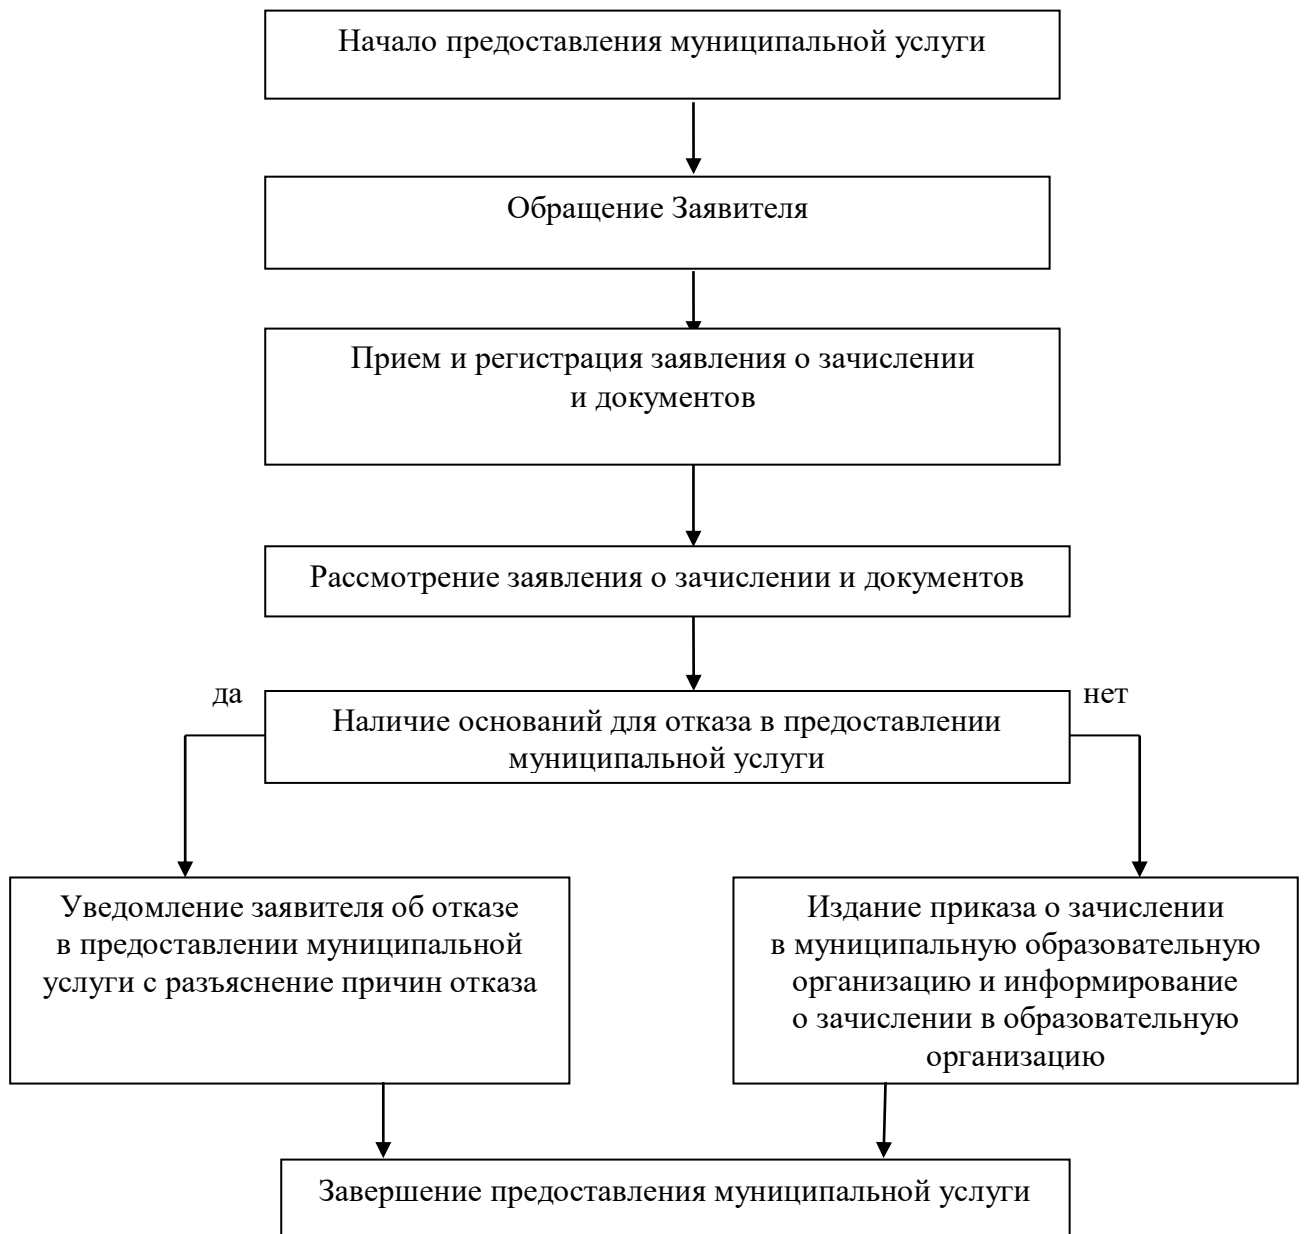 Начало предоставления муниципальной услуги
Обращение Заявителя
Прием и регистрация заявления о зачислении
и документов
Рассмотрение заявления о зачислении и документов
да
нет
Наличие оснований для отказа в предоставлении
муниципальной услуги
Уведомление заявителя об отказе
в предоставлении муниципальной
услуги с разъяснение причин отказа
Издание приказа о зачислении
в муниципальную образовательную
организацию и информирование
о зачислении в образовательную
организацию
Завершение предоставления муниципальной услуги